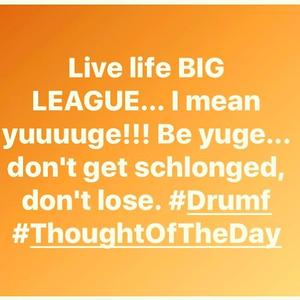 Live life BIG
LEAGUE... I mean
yuuuuge!!! Be yuge...
don't get schlonged,
don't lose. #Drumf
#ThoughtOfTheDay